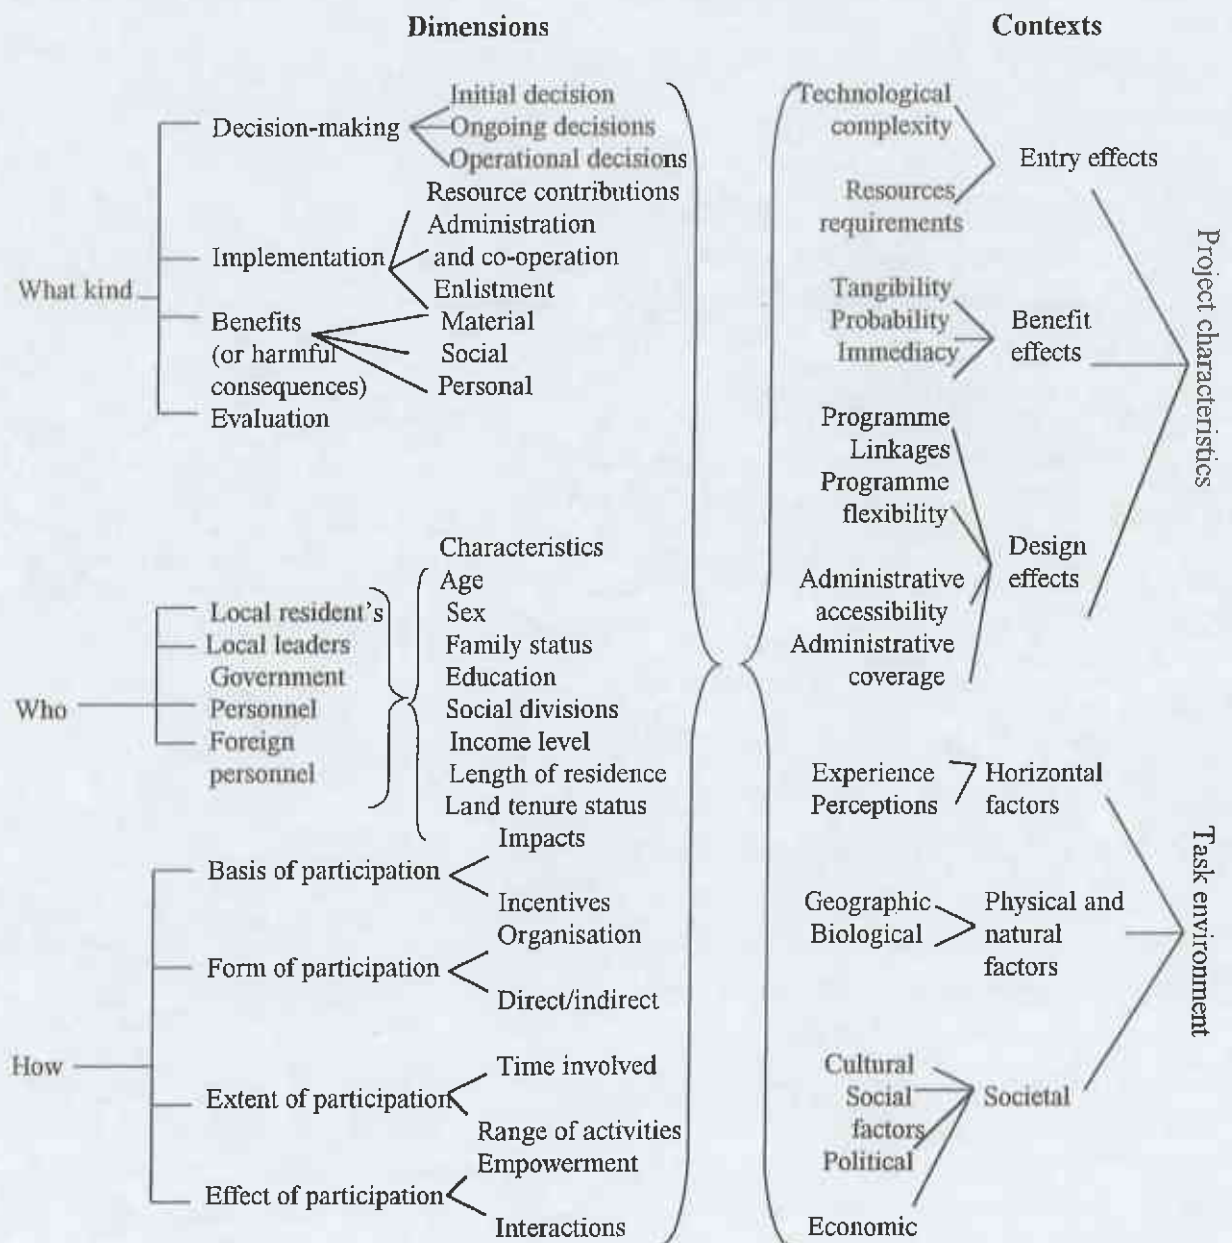 Dimensions
Contexts
What kind
Decision-making
Initial decision
Ongoing decisions
Operational decisions
Implementation
Resource contributions
Administration
and co-operation
Enlistment
Benefits
(or harmful
consequences)
Material
Social
Personal
Evaluation
Who
Local resident's
Local leaders
Government
Personnel
Foreign
personnel
Characteristics
Age
Sex
Family status
Education
Social divisions
Income level
Length of residence
Land tenure status
How
Basis of participation
Impacts
Incentives
Form of participation
Organisation
Direct/indirect
Extent of participation
Time involved
Range of activities
Effect of participation
Empowerment
Interactions
Technological
complexity
Resources
requirements
Entry effects
Tangibility
Probability
Immediacy
Benefit
effects
Programme
Linkages
Programme
flexibility
Administrative
accessibility
Administrative
coverage
Design
effects
Project characteristics
Experience
Perceptions
Horizontal
factors
Geographic
Biological
Physical and
natural
factors
Cultural
Social
factors
Political
Economic
Societal
Task environment